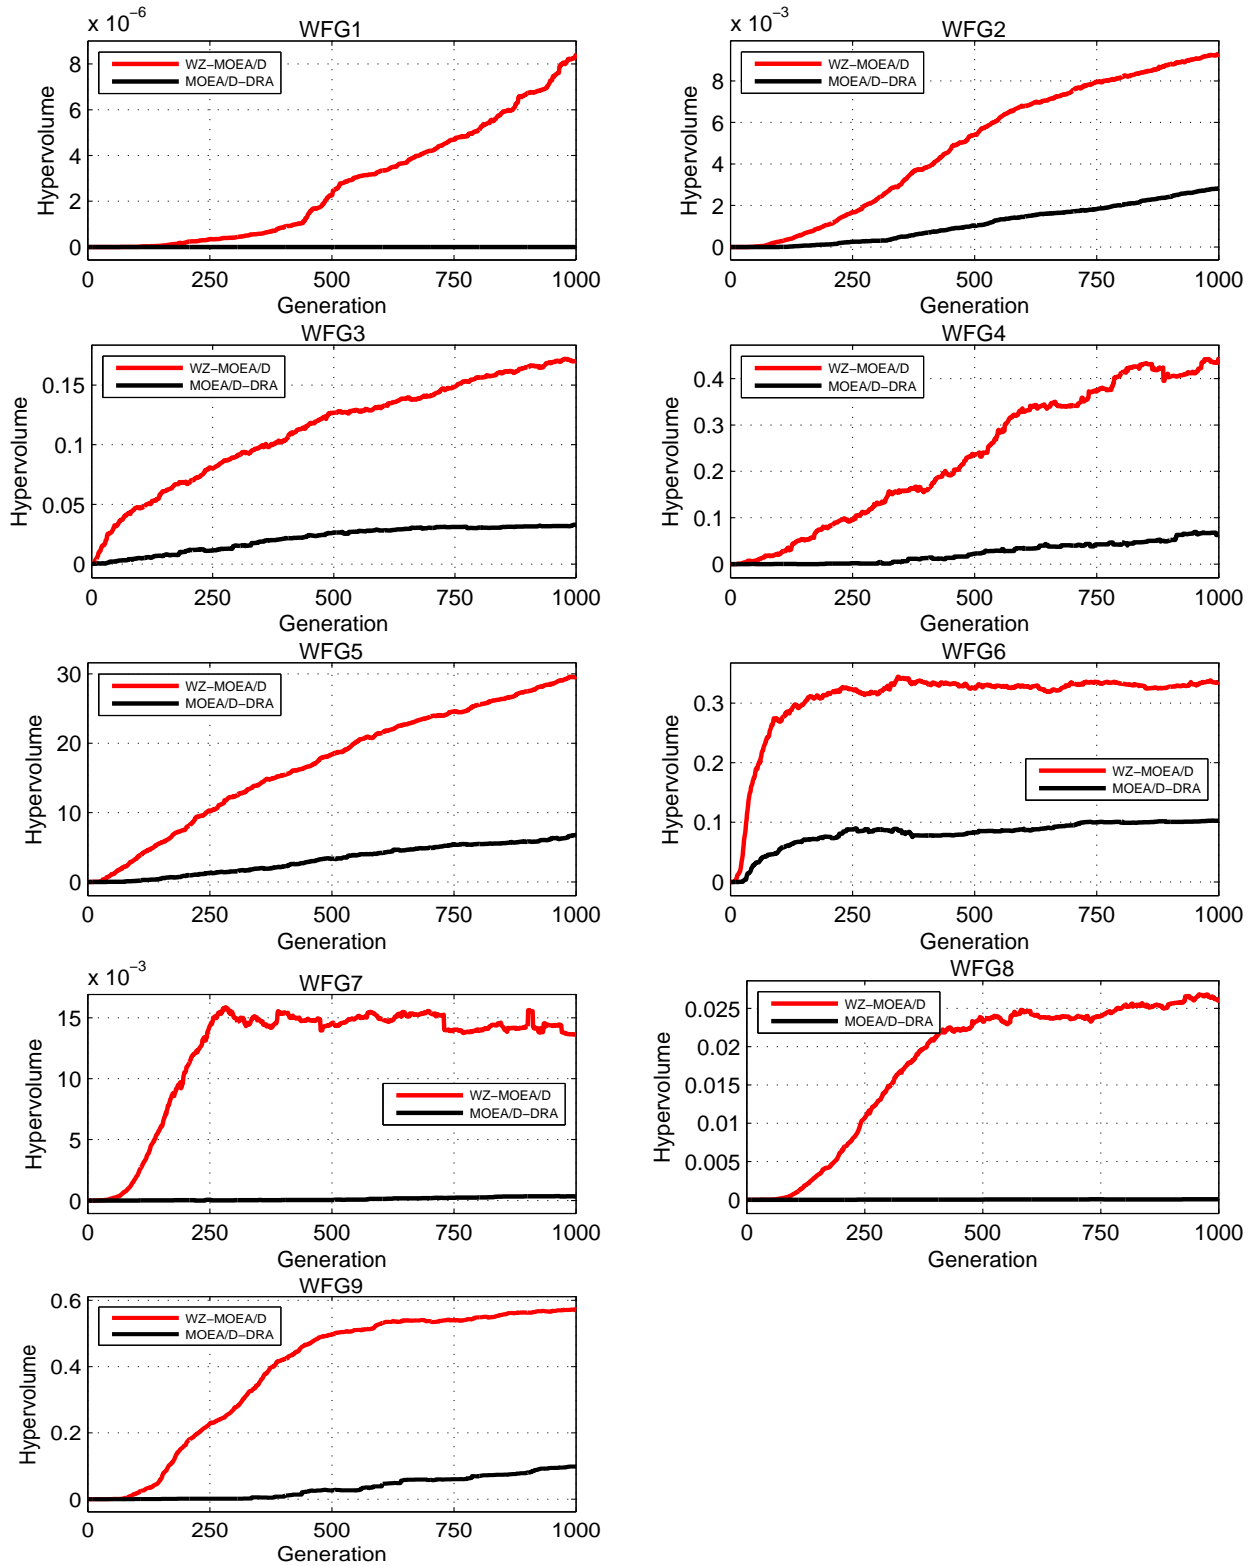 x 10−6
WFG1
WZ−MOEA/D
MOEA/D−DRA
8
6
4
2
0
Hypervolume
0 250 500 750 1000
Generation
x 10−3
WFG2
WZ−MOEA/D
MOEA/D−DRA
8
6
4
2
0
Hypervolume
0 250 500 750 1000
Generation
WFG3
WZ−MOEA/D
MOEA/D−DRA
0.15
0.1
0.05
0
Hypervolume
0 250 500 750 1000
Generation
WFG4
WZ−MOEA/D
MOEA/D−DRA
0.4
0.3
0.2
0.1
0
Hypervolume
0 250 500 750 1000
Generation
WFG5
WZ−MOEA/D
MOEA/D−DRA
30
20
10
0
Hypervolume
0 250 500 750 1000
Generation
WFG6
WZ−MOEA/D
MOEA/D−DRA
0.3
0.2
0.1
0
Hypervolume
0 250 500 750 1000
Generation
x 10−3
WFG7
WZ−MOEA/D
MOEA/D−DRA
15
10
5
0
Hypervolume
0 250 500 750 1000
Generation
WFG8
WZ−MOEA/D
MOEA/D−DRA
0.025
0.02
0.015
0.01
0.005
0
Hypervolume
0 250 500 750 1000
Generation
WFG9
WZ−MOEA/D
MOEA/D−DRA
0.6
0.4
0.2
0
Hypervolume
0 250 500 750 1000
Generation